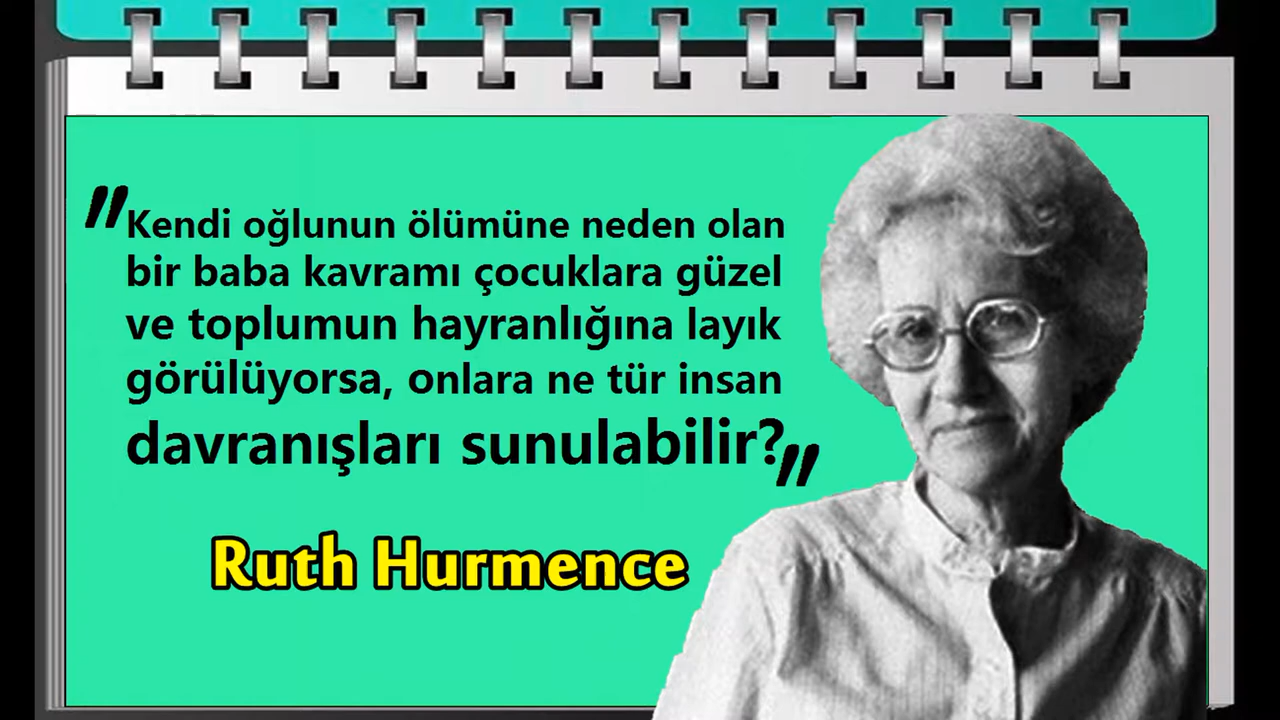 "Kendi oğlunun ölümüne neden olan
bir baba kavramı çocuklara güzel
ve toplumun hayranlığına layık
görülüyorsa, onlara ne tür insan
davranışları sunulabilir?"
Ruth Hurmence